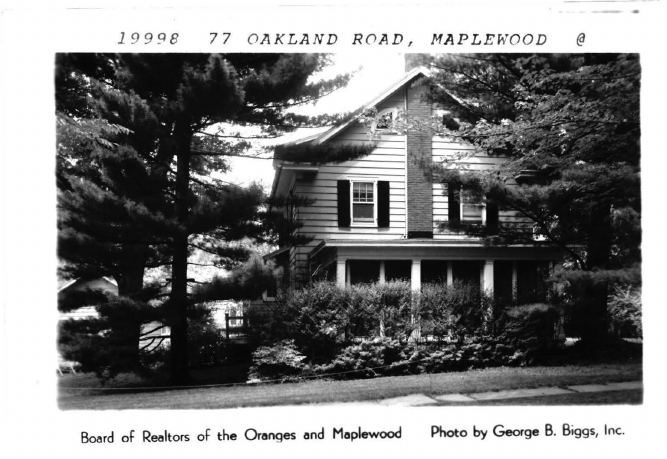 19998 77 OAKLAND ROAD, MAPLEWOOD @
Board of Realtors of the Oranges and Maplewood Photo by George B. Biggs, Inc.